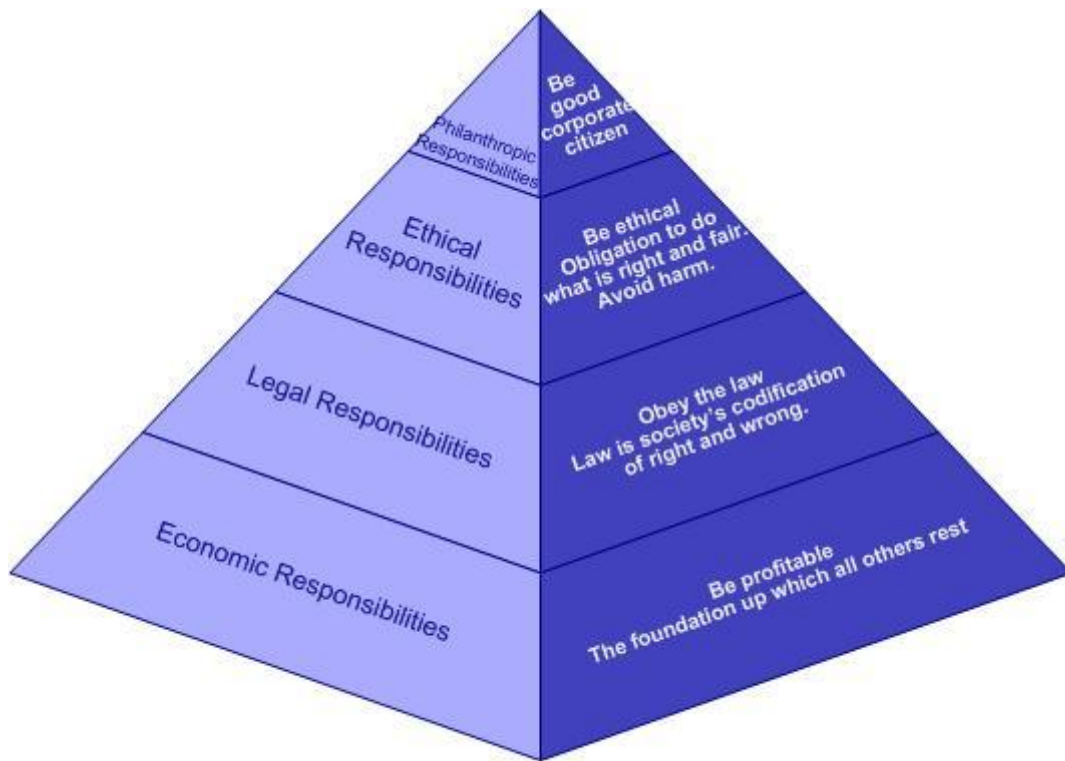 Philanthropic
Responsibilities
Be
good
corporate
citizen
Ethical
Responsibilities
Be ethical
Obligation to do
what is right and fair.
Avoid harm.
Legal Responsibilities
Obey the law
Law is society's codification
of right and wrong.
Economic Responsibilities
Be profitable
The foundation up which all others rest